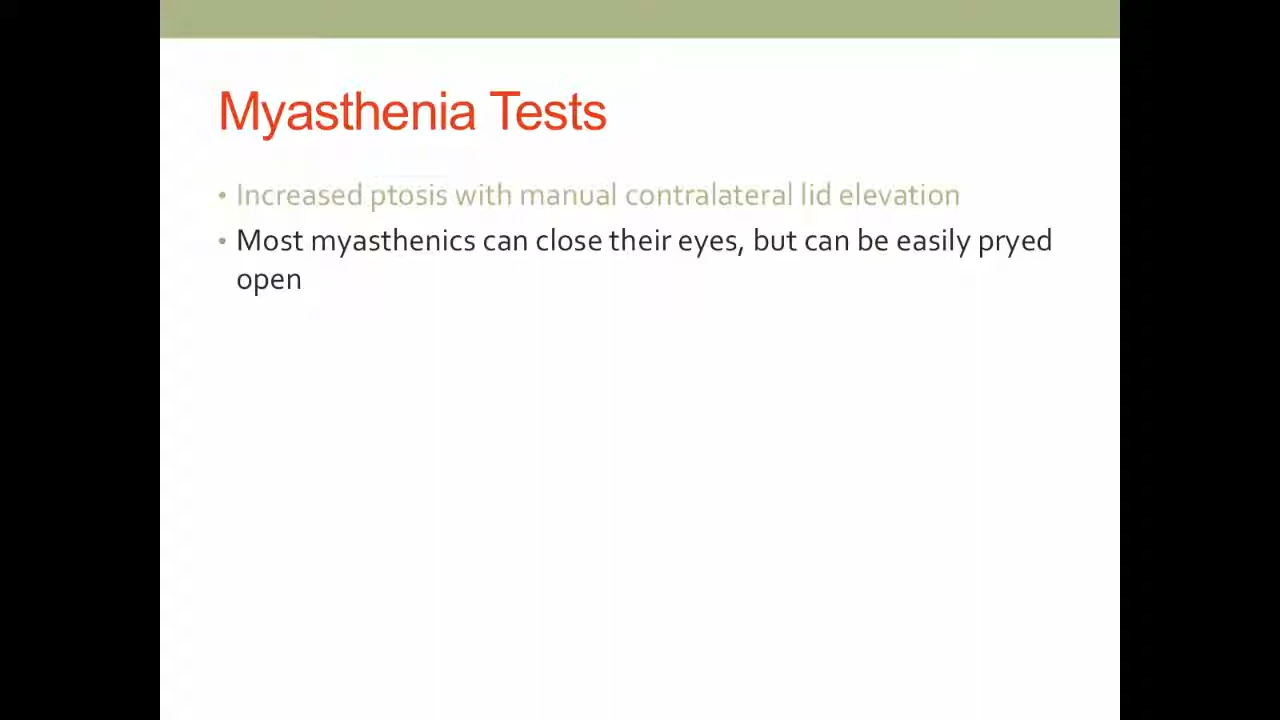 Myasthenia Tests
• Increased ptosis with manual contralateral lid elevation
• Most myasthenics can close their eyes, but can be easily pryed
open